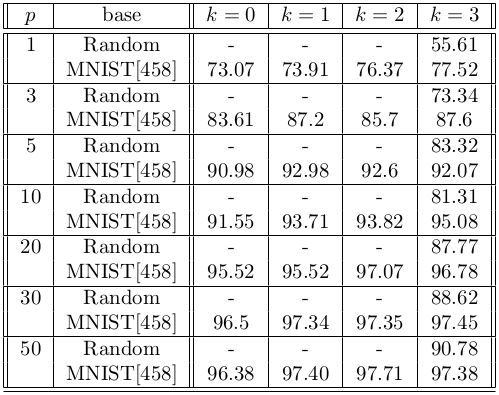 p base k = 0 k = 1 k = 2 k = 3
1 Random - - - 55.61
MNIST[458] 73.07 73.91 76.37 77.52
3 Random - - - 73.34
MNIST[458] 83.61 87.2 85.7 87.6
5 Random - - - 83.32
MNIST[458] 90.98 92.98 92.6 92.07
10 Random - - - 81.31
MNIST[458] 91.55 93.71 93.82 95.08
20 Random - - - 87.77
MNIST[458] 95.52 95.52 97.07 96.78
30 Random - - - 88.62
MNIST[458] 96.5 97.34 97.35 97.45
50 Random - - - 90.78
MNIST[458] 96.38 97.40 97.71 97.38